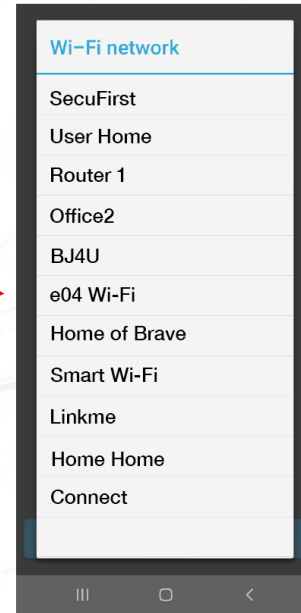 Wi-Fi network
SecuFirst
User Home
Router 1
Office2
BJ4U
e04 Wi-Fi
Home of Brave
Smart Wi-Fi
Linkme
Home Home
Connect